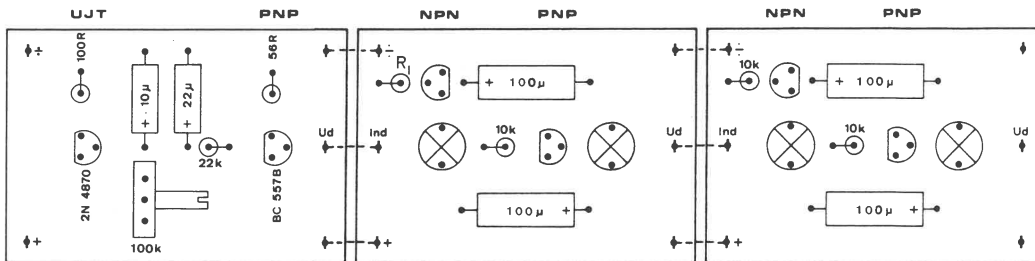 UJT PNP NPN PNP NPN PNP
÷ 100R 56R ÷ ÷
R1 100µ 10k 100µ
10µ + 22µ + + +
Ud Ind 10k Ud Ind 10k Ud
22k
2N 4870 BC 557B
100µ + 100µ +
+ + +
100k